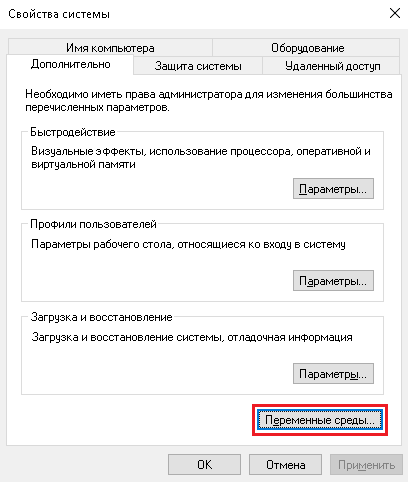 Свойства системы
Имя компьютера
Оборудование
Дополнительно
Защита системы
Удаленный доступ
Необходимо иметь права администратора для изменения большинства
перечисленных параметров.
Быстродействие
Визуальные эффекты, использование процессора, оперативной и
виртуальной памяти
Параметры...
Профили пользователей
Параметры рабочего стола, относящиеся ко входу в систему
Параметры...
Загрузка и восстановление
Загрузка и восстановление системы, отладочная информация
Параметры...
Переменные среды...
ОК
Отмена
Применить